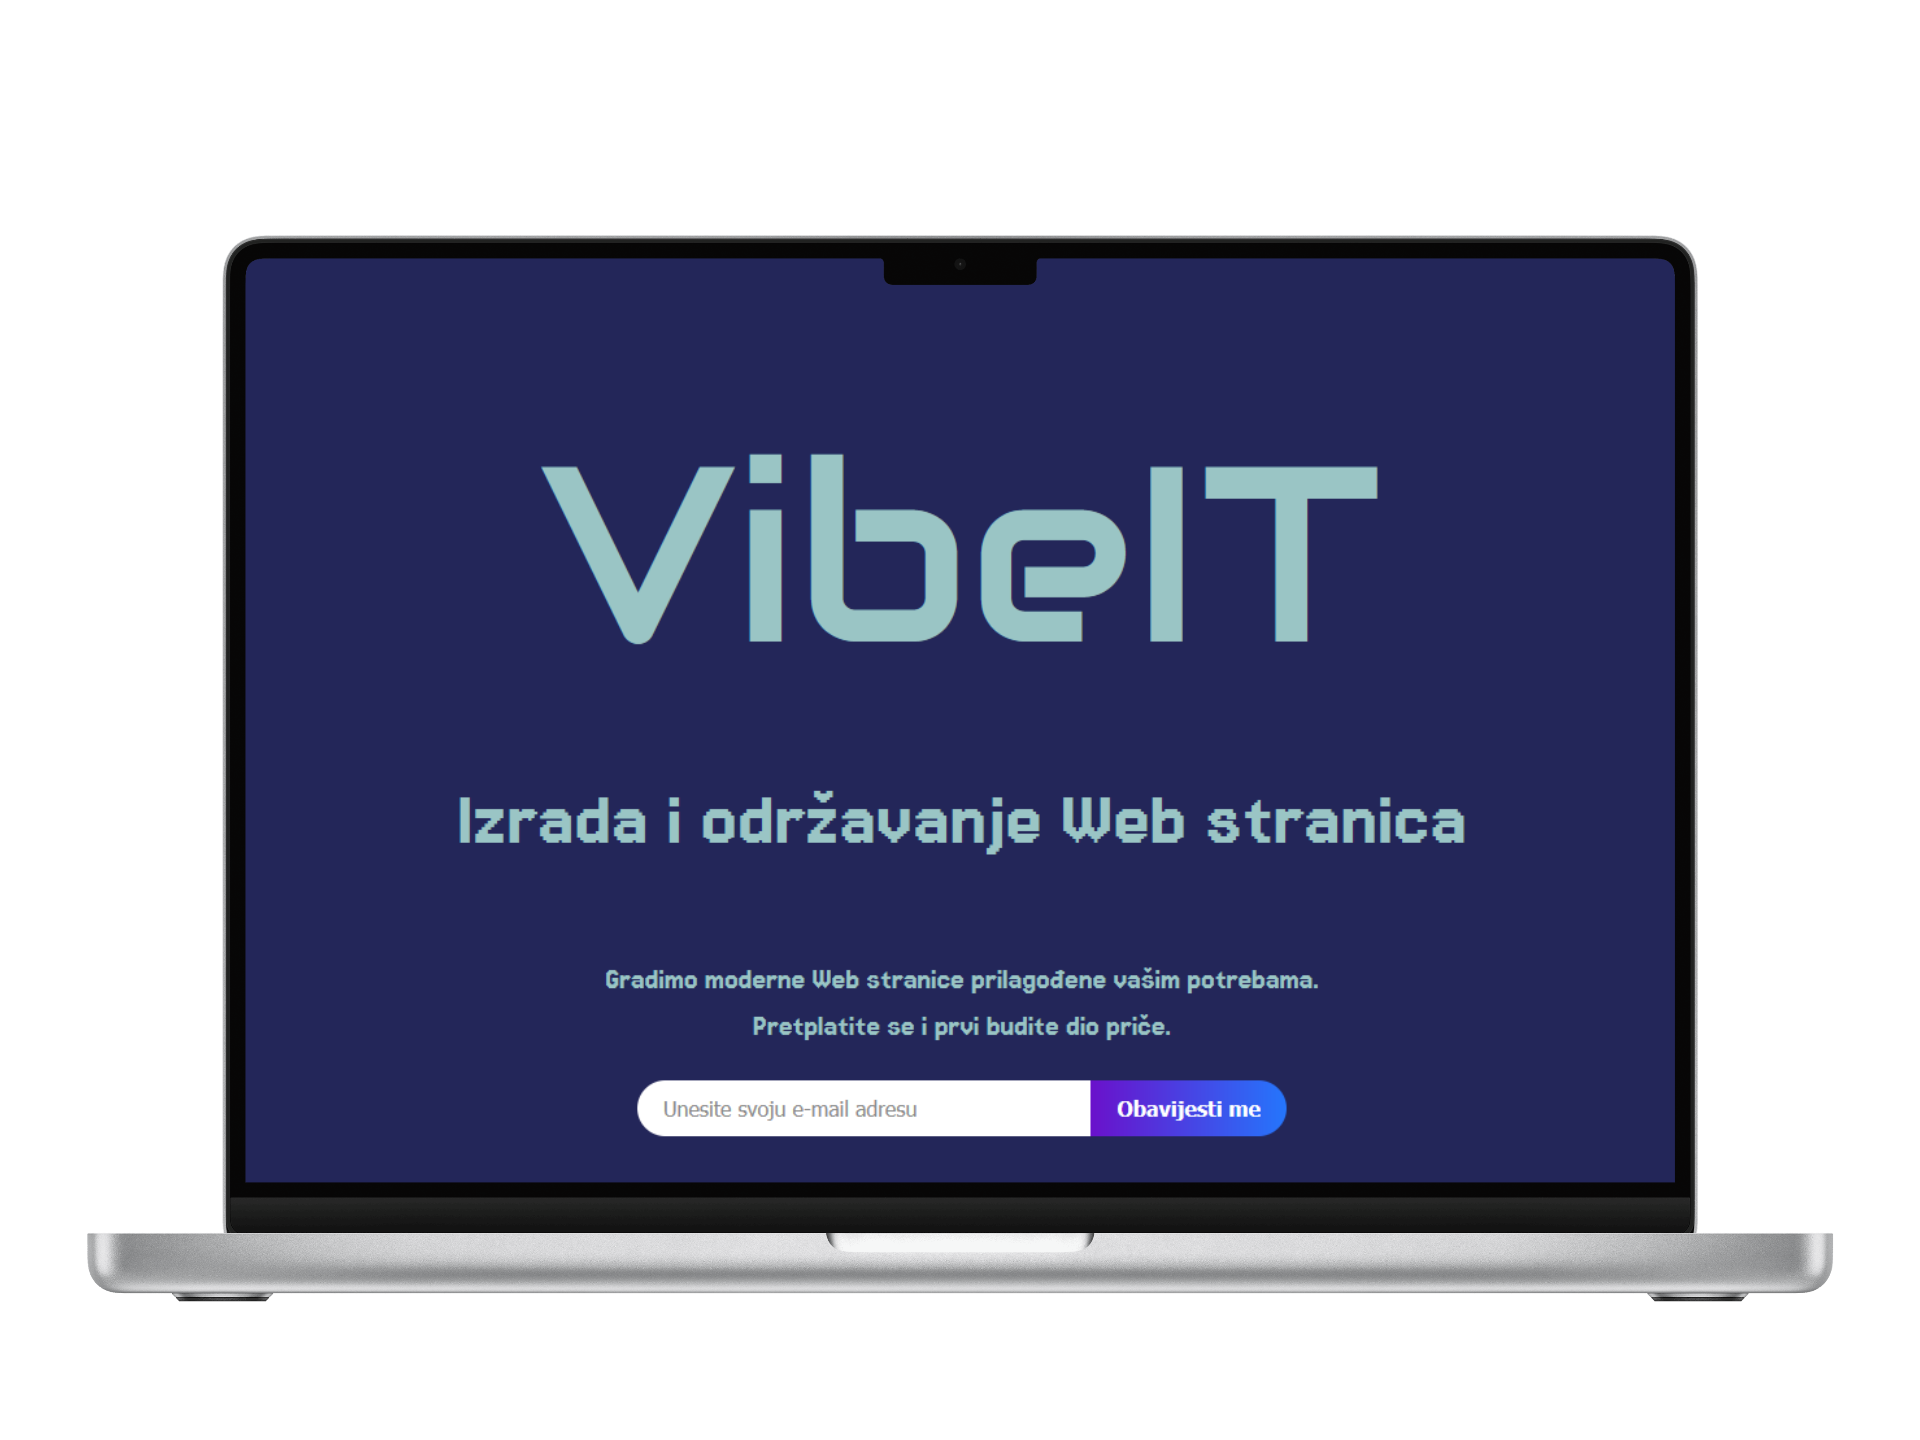 VibeIT
Izrada i održavanje Web stranica
Gradimo moderne Web stranice prilagođene vašim potrebama.
Pretplatite se i prvi budite dio priče.
Unesite svoju e-mail adresu
Obavijesti me